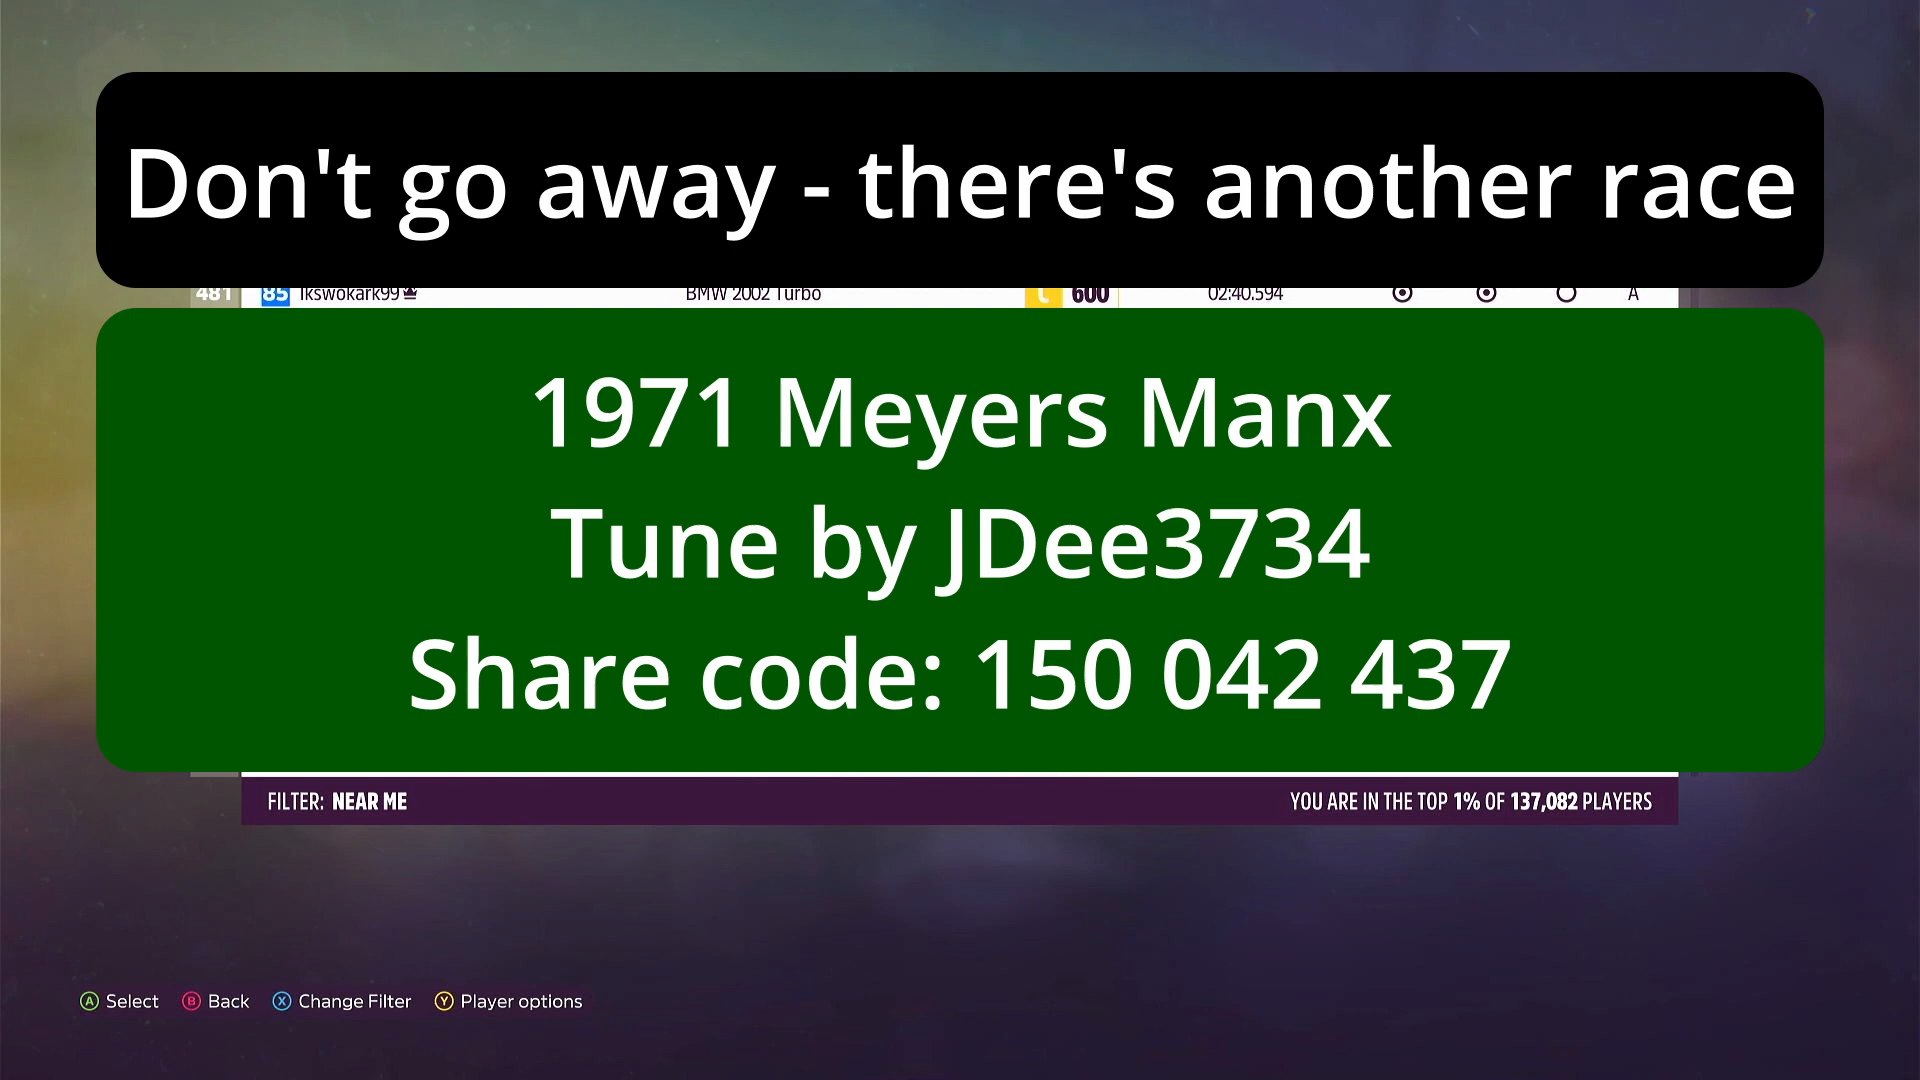 Don't go away - there's another race
481 85 Ikswokark99 BMW 2002 Turbo C 600 02:40.594 A
1971 Meyers Manx
Tune by JDee3734
Share code: 150 042 437
FILTER: NEAR ME YOU ARE IN THE TOP 1% OF 137,082 PLAYERS
A Select B Back X Change Filter Y Player options